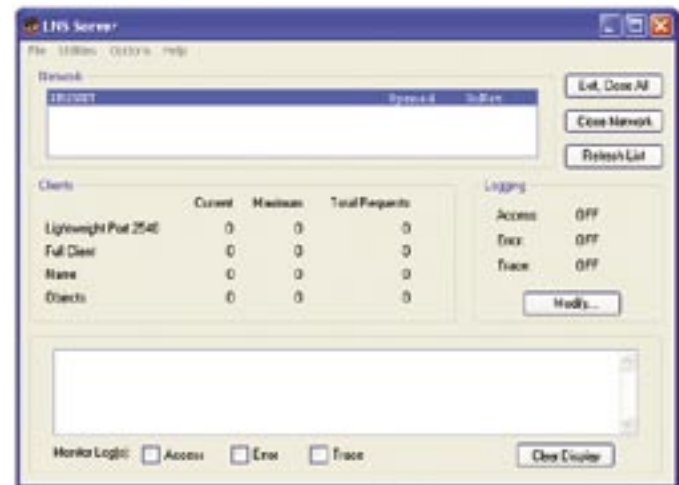 LNS Server
File Utilities Options Help
Network
Opened
Exit, Close All
Close Network
Refresh List
Clients
Current Maximum Total Requests
Lightweight Port 2540 0 0 0
Full Client 0 0 0
Name 0 0 0
Objects 0 0 0
Logging
Access OFF
Error OFF
Trace OFF
Modify...
Monitor Log(s): Access Error Trace
Clear Display